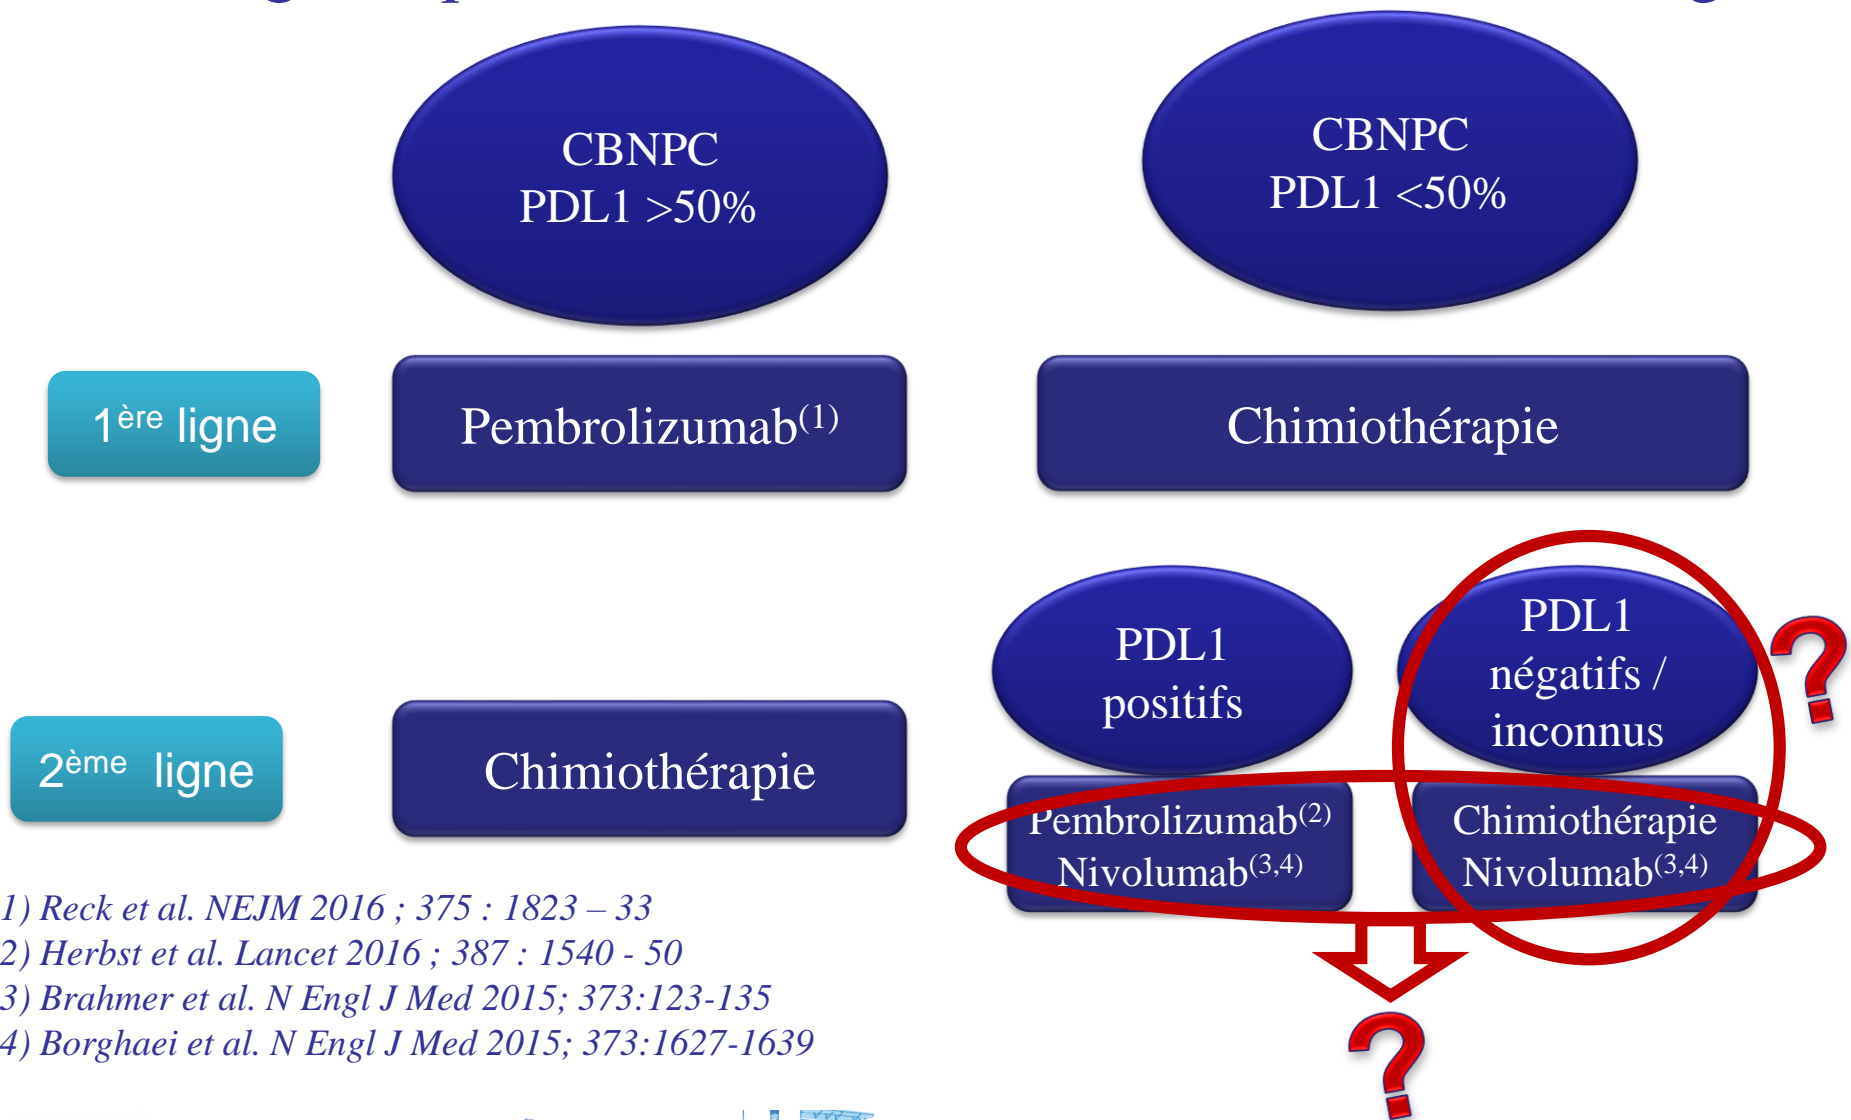 CBNPC
PDL1 >50%
CBNPC
PDL1 <50%
1ère ligne
Pembrolizumab(1)
Chimiothérapie
PDL1
positifs
PDL1
négatifs /
inconnus
?
2ème ligne
Chimiothérapie
Pembrolizumab(2)
Nivolumab(3,4)
Chimiothérapie
Nivolumab(3,4)
1) Reck et al. NEJM 2016 ; 375 : 1823 – 33
2) Herbst et al. Lancet 2016 ; 387 : 1540 - 50
3) Brahmer et al. N Engl J Med 2015; 373:123-135
4) Borghaei et al. N Engl J Med 2015; 373:1627-1639
?